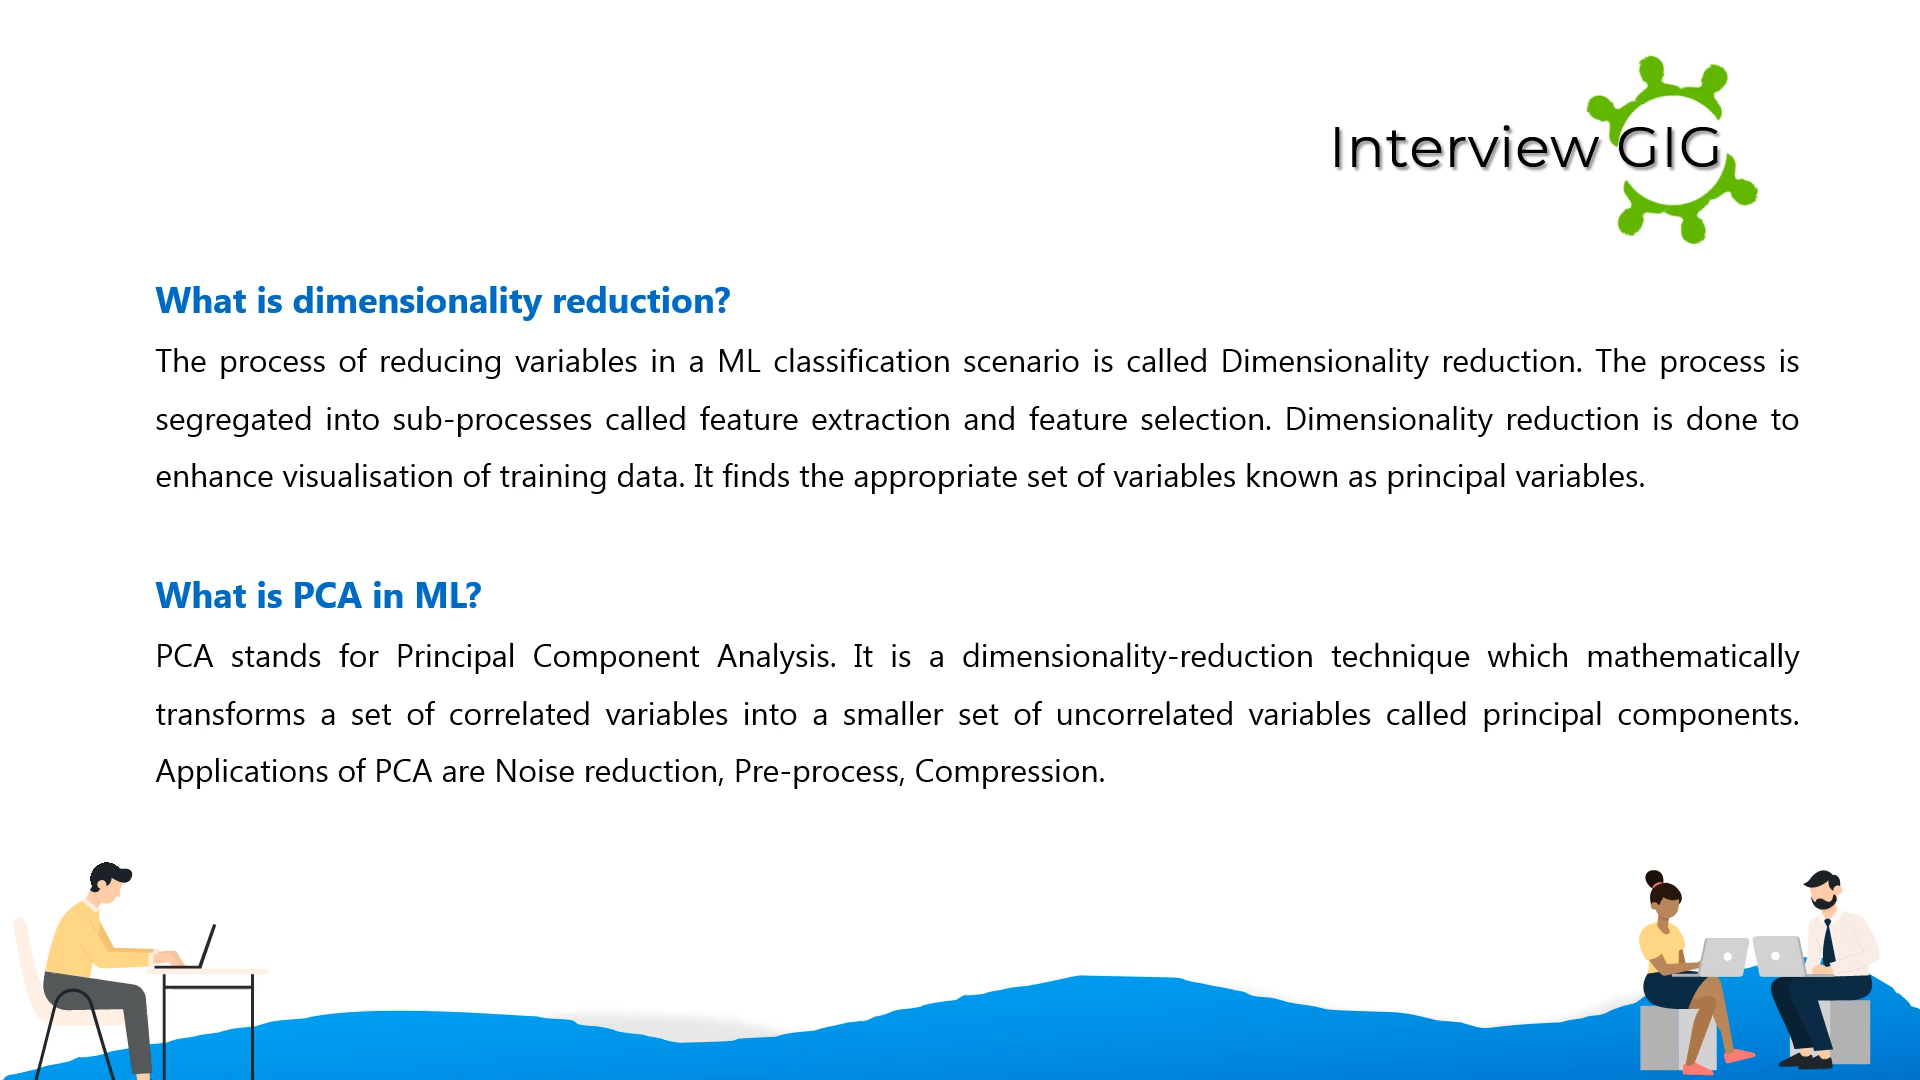 Interview GIG
What is dimensionality reduction?
The process of reducing variables in a ML classification scenario is called Dimensionality reduction. The process is
segregated into sub-processes called feature extraction and feature selection. Dimensionality reduction is done to
enhance visualisation of training data. It finds the appropriate set of variables known as principal variables.
What is PCA in ML?
PCA stands for Principal Component Analysis. It is a dimensionality-reduction technique which mathematically
transforms a set of correlated variables into a smaller set of uncorrelated variables called principal components.
Applications of PCA are Noise reduction, Pre-process, Compression.